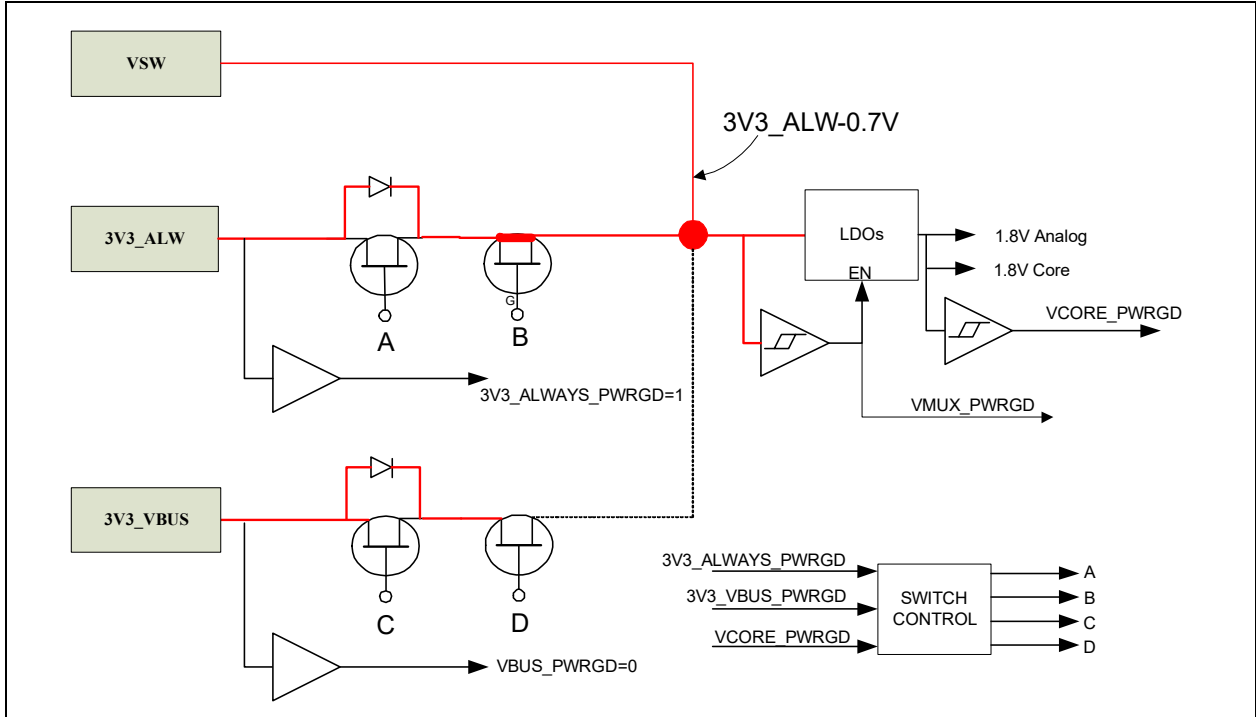 VSW
3V3_ALW-0.7V
3V3_ALW
LDOs
EN
1.8V Analog
1.8V Core
G
A
B
VCORE_PWRGD
3V3_ALWAYS_PWRGD=1
VMUX_PWRGD
3V3_VBUS
C
D
VBUS_PWRGD=0
3V3_ALWAYS_PWRGD
3V3_VBUS_PWRGD
VCORE_PWRGD
SWITCH
CONTROL
A
B
C
D